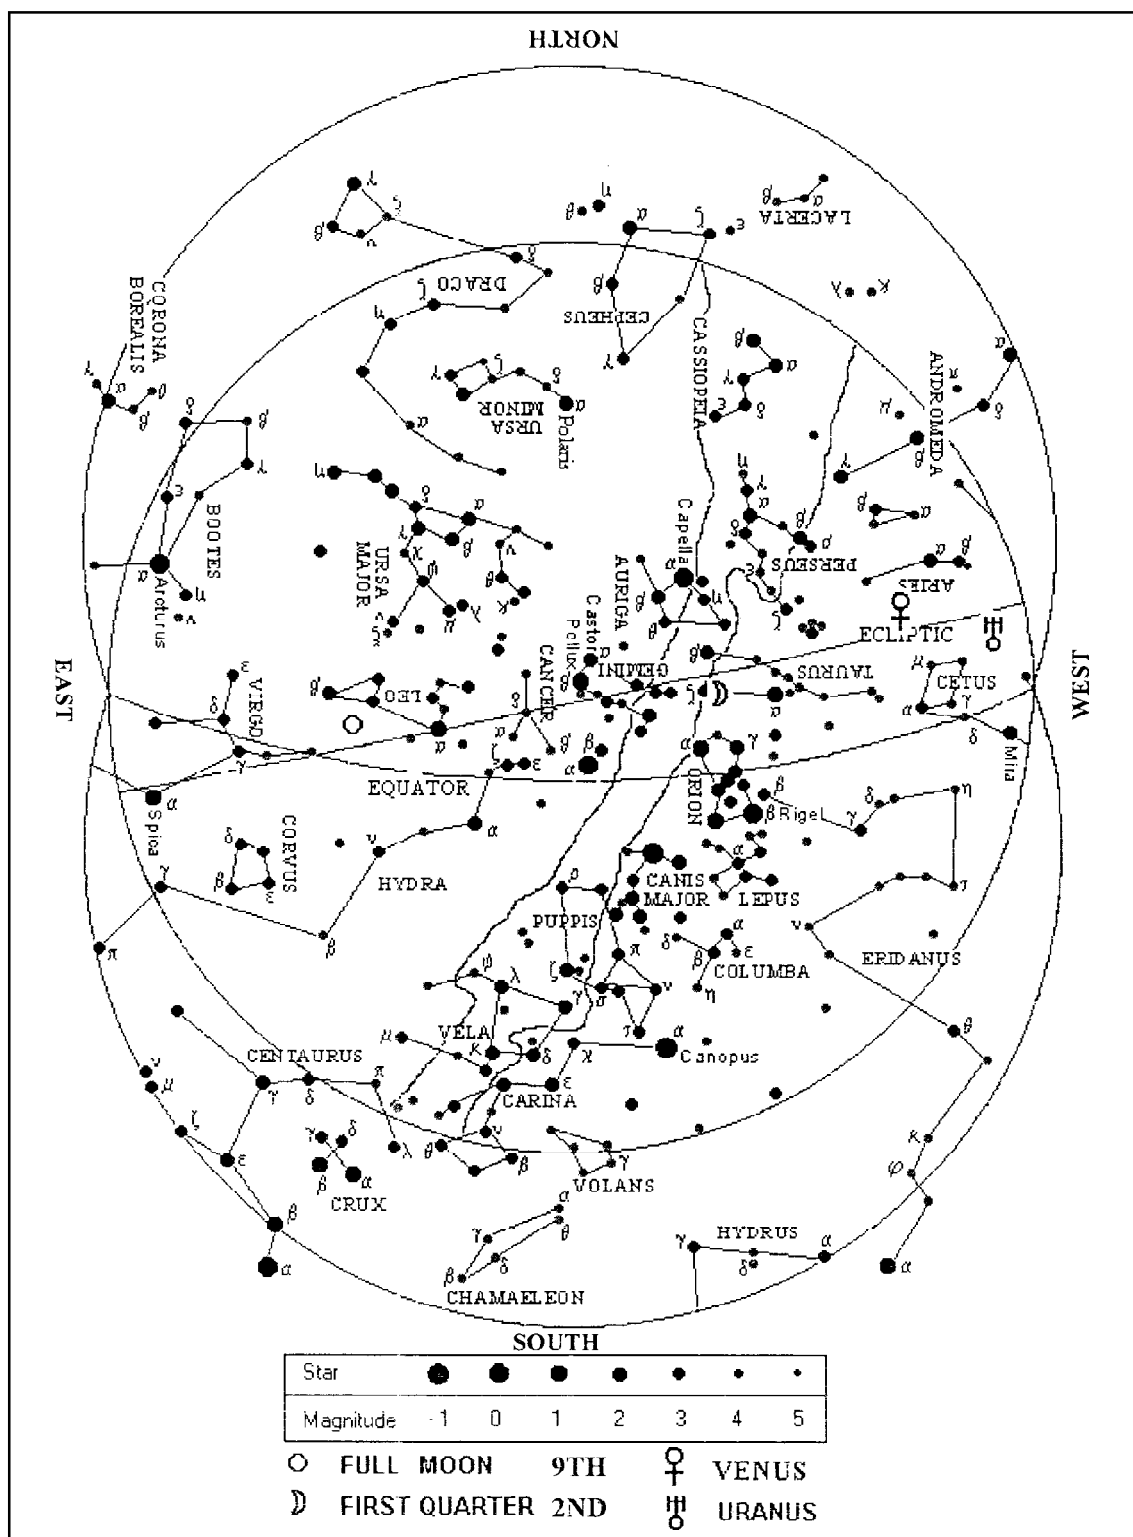 NORTH
LACERTA
DRACO
CEPHEUS
CORONA
BOREALIS
CASSIOPEIA
ANDROMEDA
URSA
MINOR
Polaris
BOOTES
Arcturus
URSA
MAJOR
Capella
AURIGA
PERSEUS
ARIES
Castor
Pollux
GEMINI
ECLIPTIC
EAST
WEST
VIRGO
LEO
CANCER
TAURUS
CETUS
Mira
EQUATOR
ORION
Rigel
Spica
CORVUS
HYDRA
CANIS
MAJOR
LEPUS
PUPPIS
COLUMBA
ERIDANUS
VELA
Canopus
CENTAURUS
CARINA
CRUX
VOLANS
HYDRUS
CHAMAELEON
SOUTH
Star
Magnitude -1 0 1 2 3 4 5
FULL MOON 9TH ♀ VENUS
FIRST QUARTER 2ND ♅ URANUS